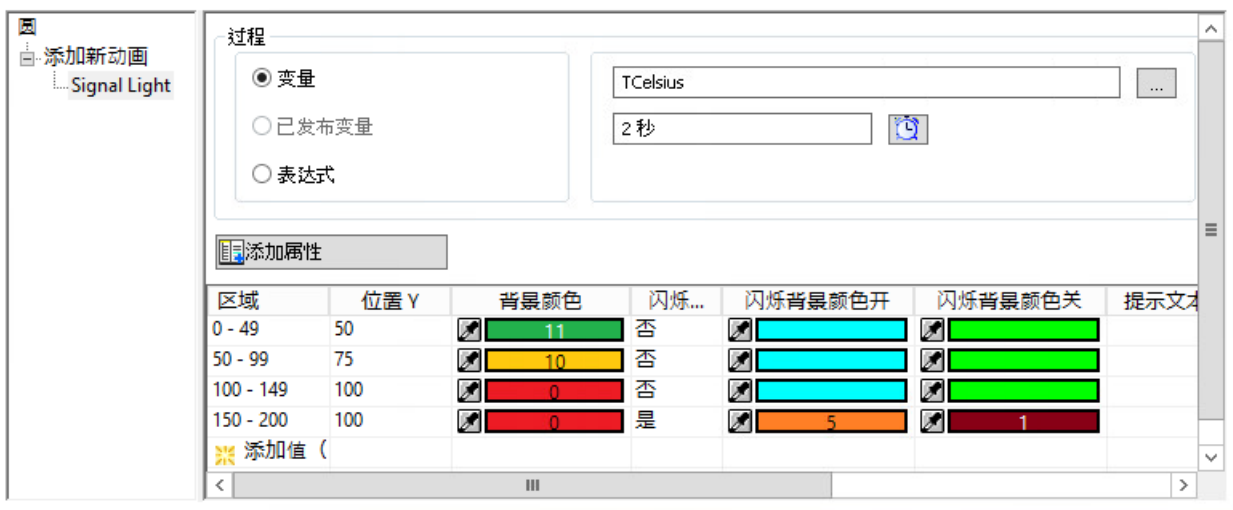 圆
添加新动画
Signal Light
过程
变量
TCelsius
...
已发布变量
2 秒
表达式
添加属性
区域 位置 Y 背景颜色 闪烁... 闪烁背景颜色开 闪烁背景颜色关 提示文本
0 - 49 50 11 否
50 - 99 75 10 否
100 - 149 100 0 否
150 - 200 100 0 是 5 1
添加值（